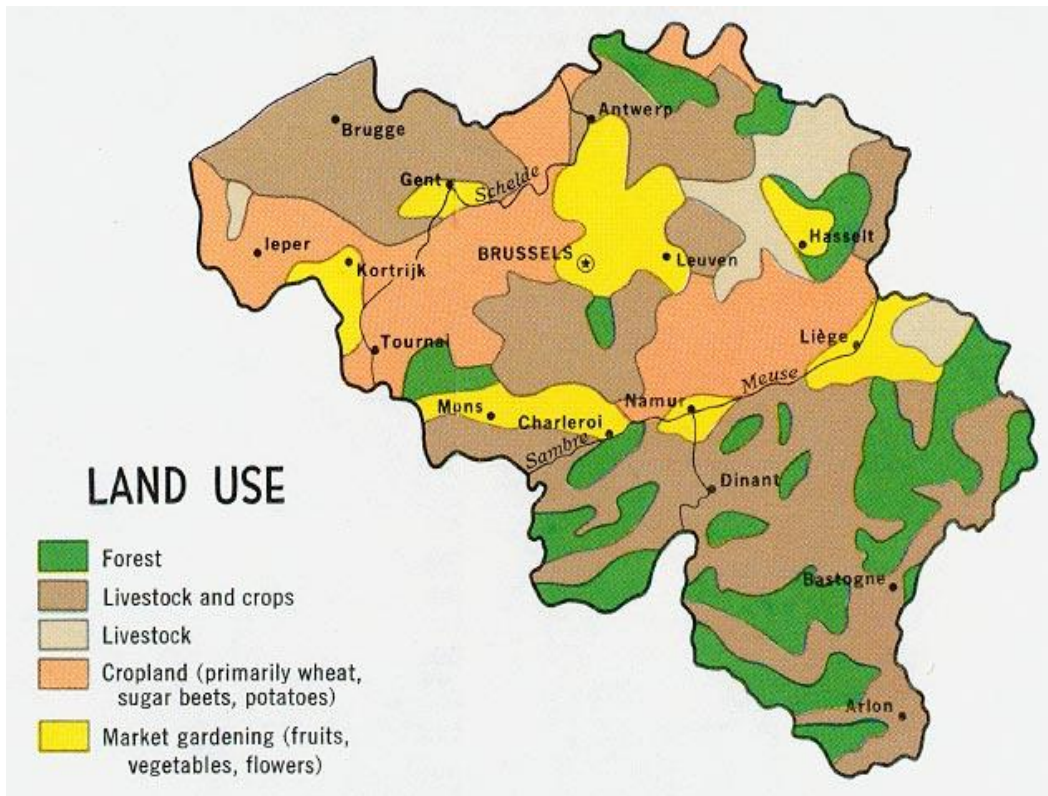 Antwerp
Brugge
Gent
Schelde
Hasselt
Ieper
BRUSSELS
Leuven
Kortrijk
Tournai
Liège
Meuse
Mons
Namur
Charleroi
Sambre
Dinant
LAND USE
Forest
Livestock and crops
Bastogne
Livestock
Cropland (primarily wheat,
sugar beets, potatoes)
Arlon
Market gardening (fruits,
vegetables, flowers)